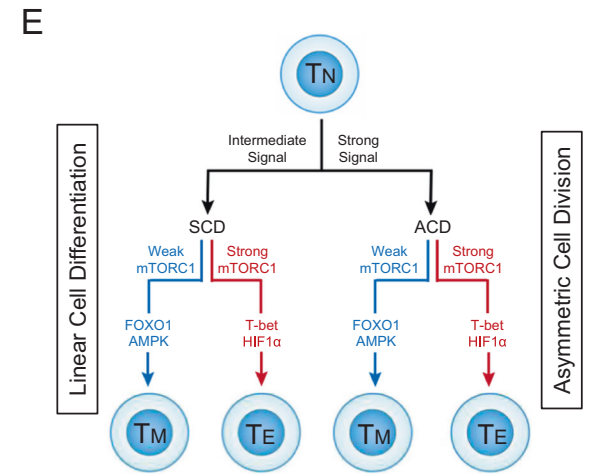 E
TN
Intermediate
Signal
Strong
Signal
Linear Cell Differentiation
Asymmetric Cell Division
SCD
ACD
Weak
mTORC1
Strong
mTORC1
Weak
mTORC1
Strong
mTORC1
FOXO1
AMPK
T-bet
HIF1α
FOXO1
AMPK
T-bet
HIF1α
TM
TE
TM
TE